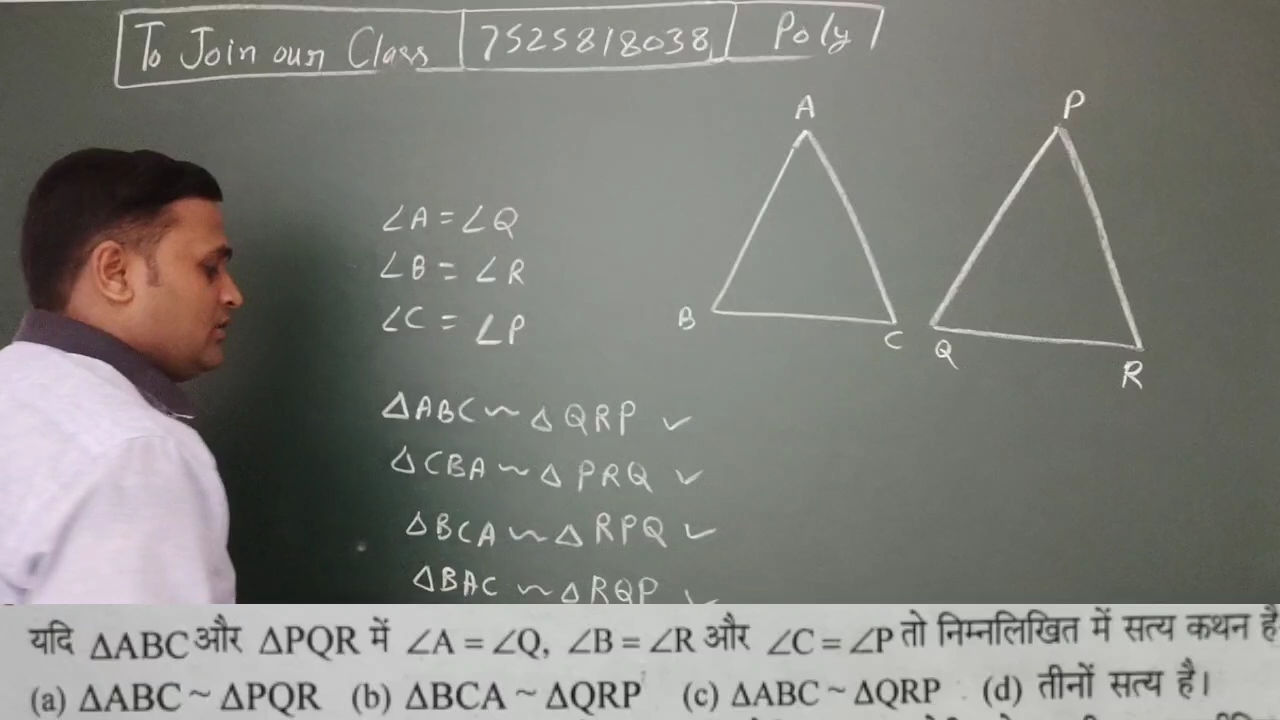 To Join our Class 7525818038 Poly
A
P
B
C
Q
R
∠A = ∠Q
∠B = ∠R
∠C = ∠P
ΔABC ~ ΔQRP ✓
ΔCBA ~ ΔPRQ ✓
ΔBCA ~ ΔRPQ ✓
ΔBAC ~ ΔRQP ✓
यदि ΔABC और ΔPQR में ∠A = ∠Q, ∠B = ∠R और ∠C = ∠P तो निम्नलिखित में सत्य कथन है
(a) ΔABC ~ ΔPQR (b) ΔBCA ~ ΔQRP (c) ΔABC ~ ΔQRP (d) तीनों सत्य है।